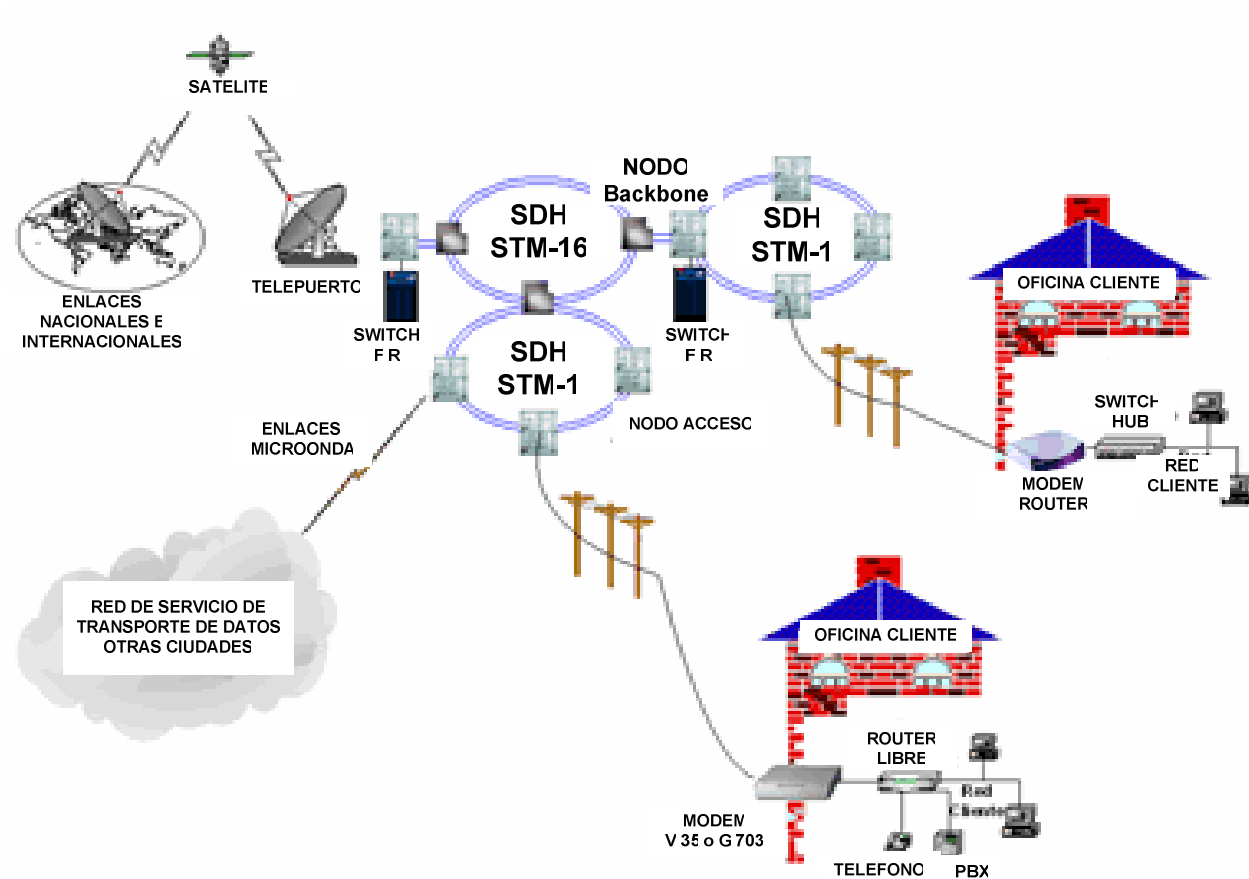 SATELITE
ENLACES
NACIONALES E
INTERNACIONALES
TELEPUERTO
SWITCH
F R
SDH
STM-16
NODO
Backbone
SWITCH
F R
SDH
STM-1
SDH
STM-1
NODO ACCESO
ENLACES
MICROONDA
RED DE SERVICIO DE
TRANSPORTE DE DATOS
OTRAS CIUDADES
OFICINA CLIENTE
SWITCH
HUB
RED
CLIENTE
MODEM
ROUTER
OFICINA CLIENTE
ROUTER
LIBRE
Red
Cliente
MODEM
V 35 o G 703
TELEFONO
PBX